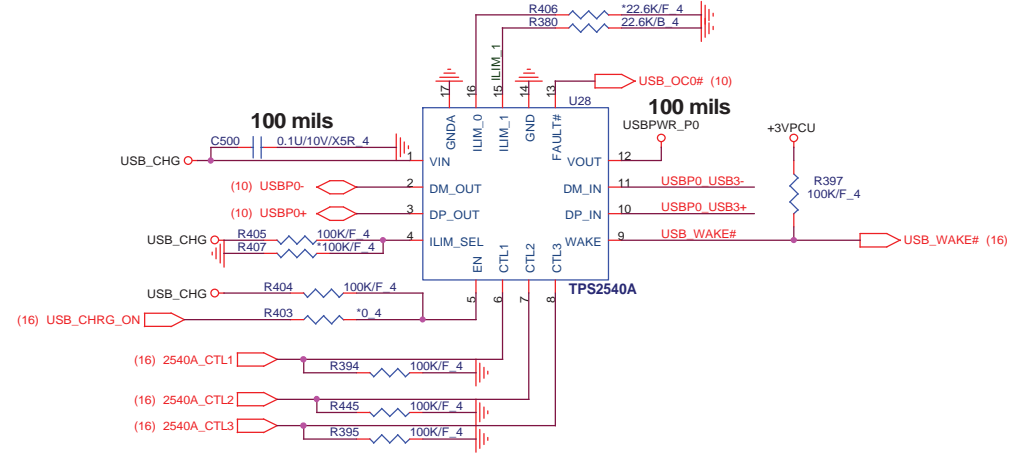 R406 *22.6K/F_4
R380 22.6K/B_4
ILIM_1
17 16 15 14 13
USB_OC0# (10)
U28
100 mils
100 mils
USBPWR_P0
+3VPCU
C500 0.1U/10V/X5R_4
GNDA ILIM_0 ILIM_1 GND FAULT#
USB_CHG 1 VIN VOUT 12
R397
100K/F_4
(10) USBP0- 2 DM_OUT DM_IN 11 USBP0_USB3-
(10) USBP0+ 3 DP_OUT DP_IN 10 USBP0_USB3+
USB_CHG R405 100K/F_4 4 ILIM_SEL WAKE 9 USB_WAKE# USB_WAKE# (16)
R407 *100K/F_4
EN CTL1 CTL2 CTL3
TPS2540A
5 6 7 8
USB_CHG R404 100K/F_4
(16) USB_CHRG_ON R403 *0_4
(16) 2540A_CTL1
R394 100K/F_4
(16) 2540A_CTL2
R445 100K/F_4
(16) 2540A_CTL3
R395 100K/F_4